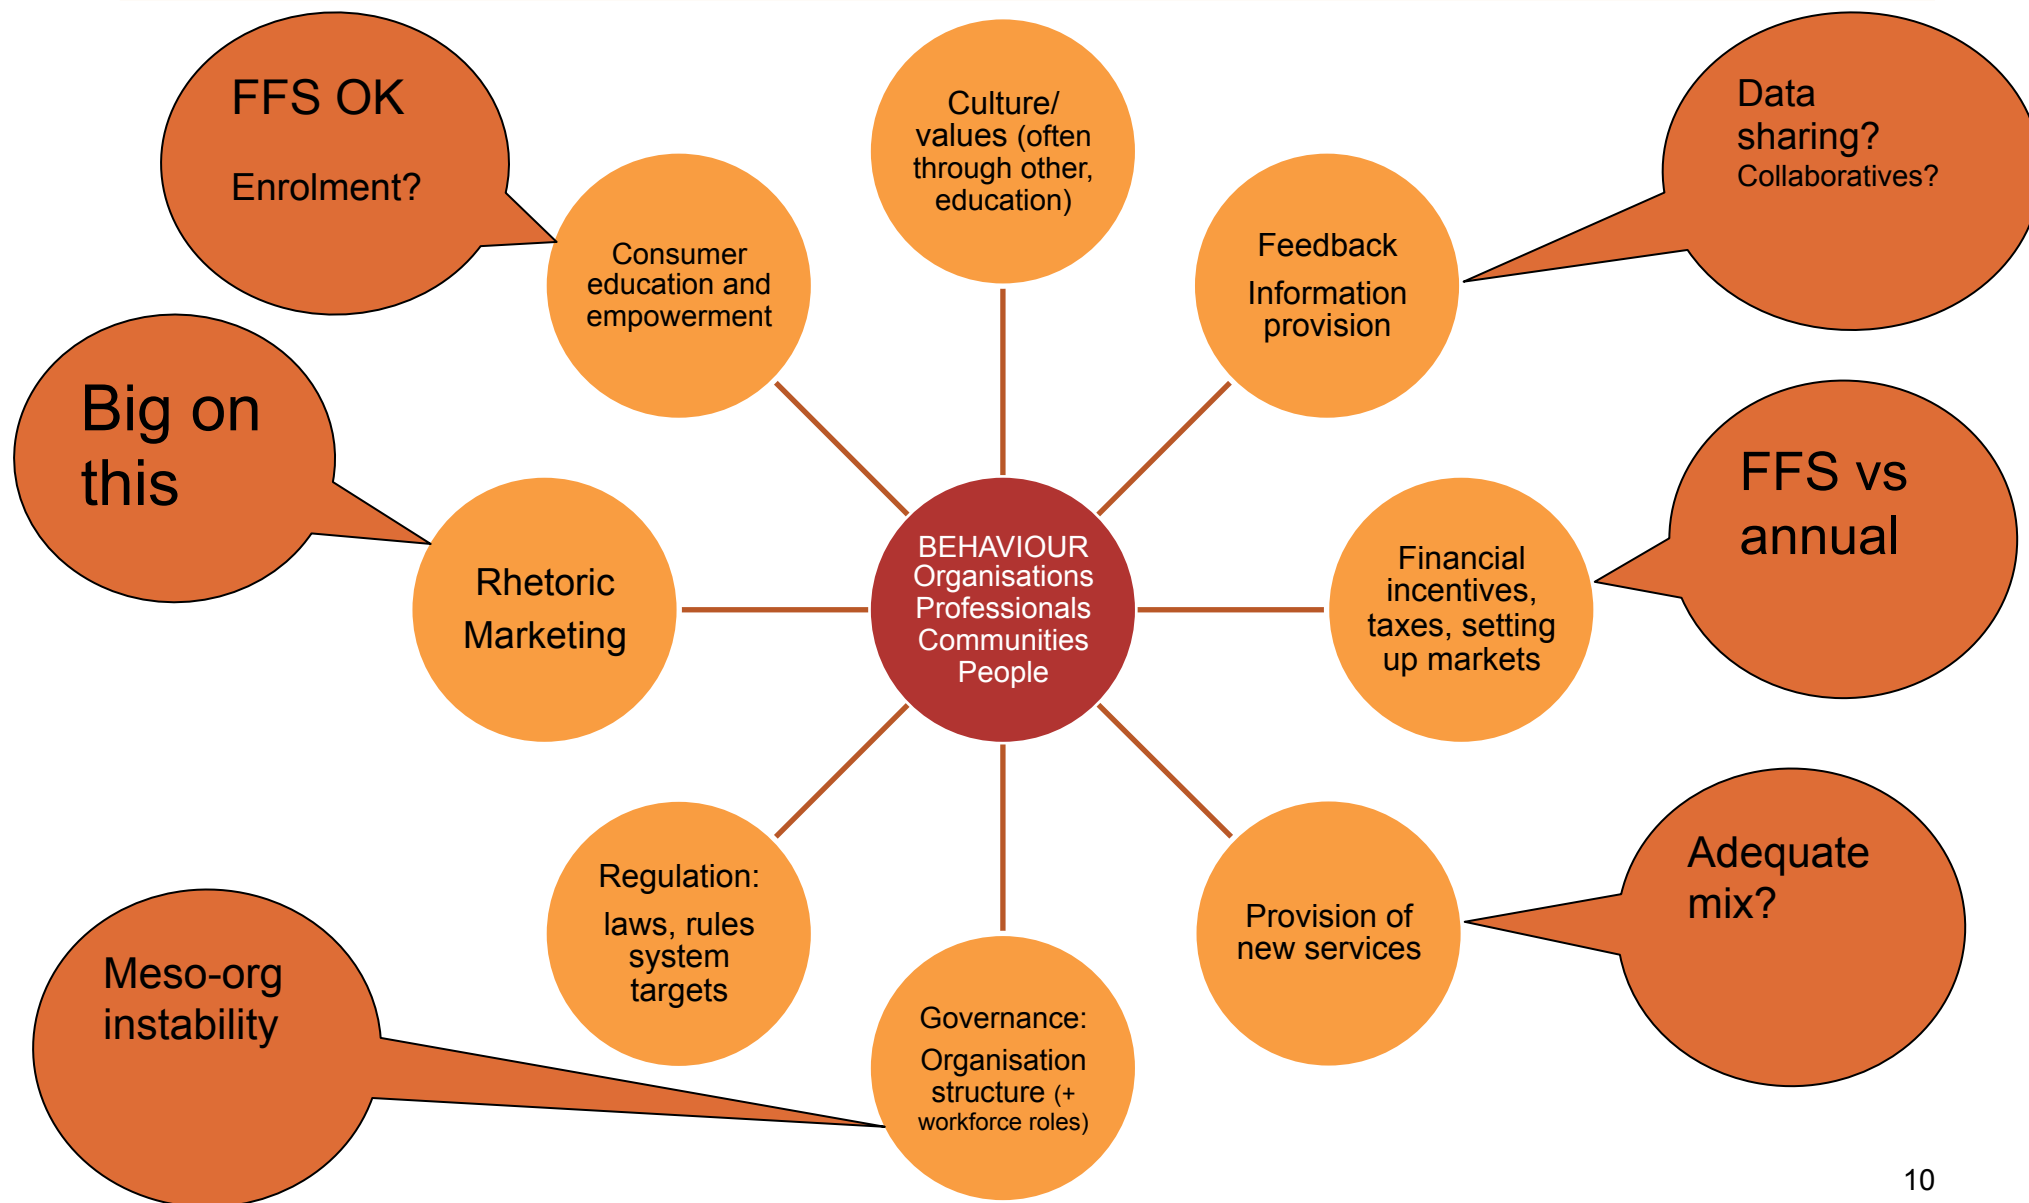 FFS OK
Enrolment?
Culture/
values (often
through other,
education)
Data
sharing?
Collaboratives?
Consumer
education and
empowerment
Feedback
Information
provision
Big on
this
FFS vs
annual
Rhetoric
Marketing
BEHAVIOUR
Organisations
Professionals
Communities
People
Financial
incentives,
taxes, setting
up markets
Regulation:
laws, rules
system
targets
Provision of
new services
Adequate
mix?
Meso-org
instability
Governance:
Organisation
structure (+
workforce roles)
10